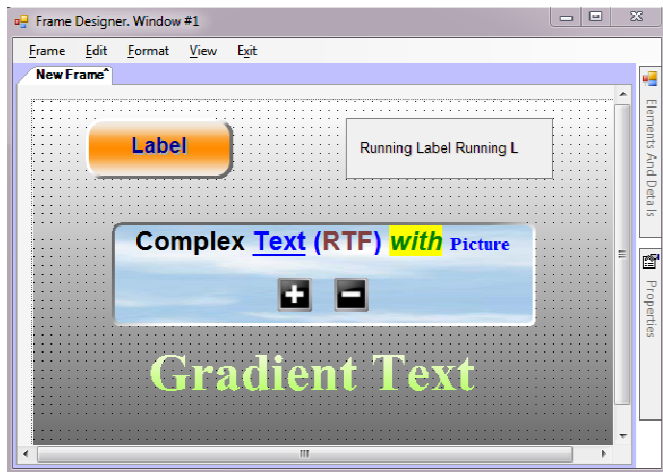 Frame Designer. Window #1
Frame Edit Format View Exit
New Frame^
Label
Running Label Running L
Complex Text (RTF) with Picture
Gradient Text
Elements And Details
Properties